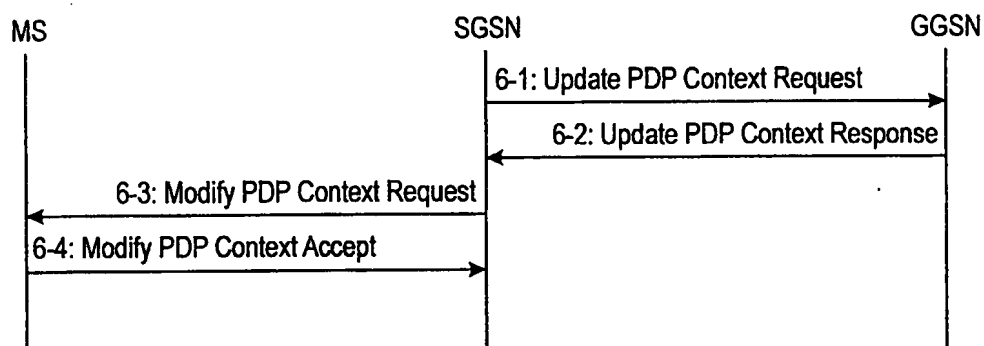 MS
SGSN
GGSN
6-1: Update PDP Context Request
6-2: Update PDP Context Response
6-3: Modify PDP Context Request
6-4: Modify PDP Context Accept